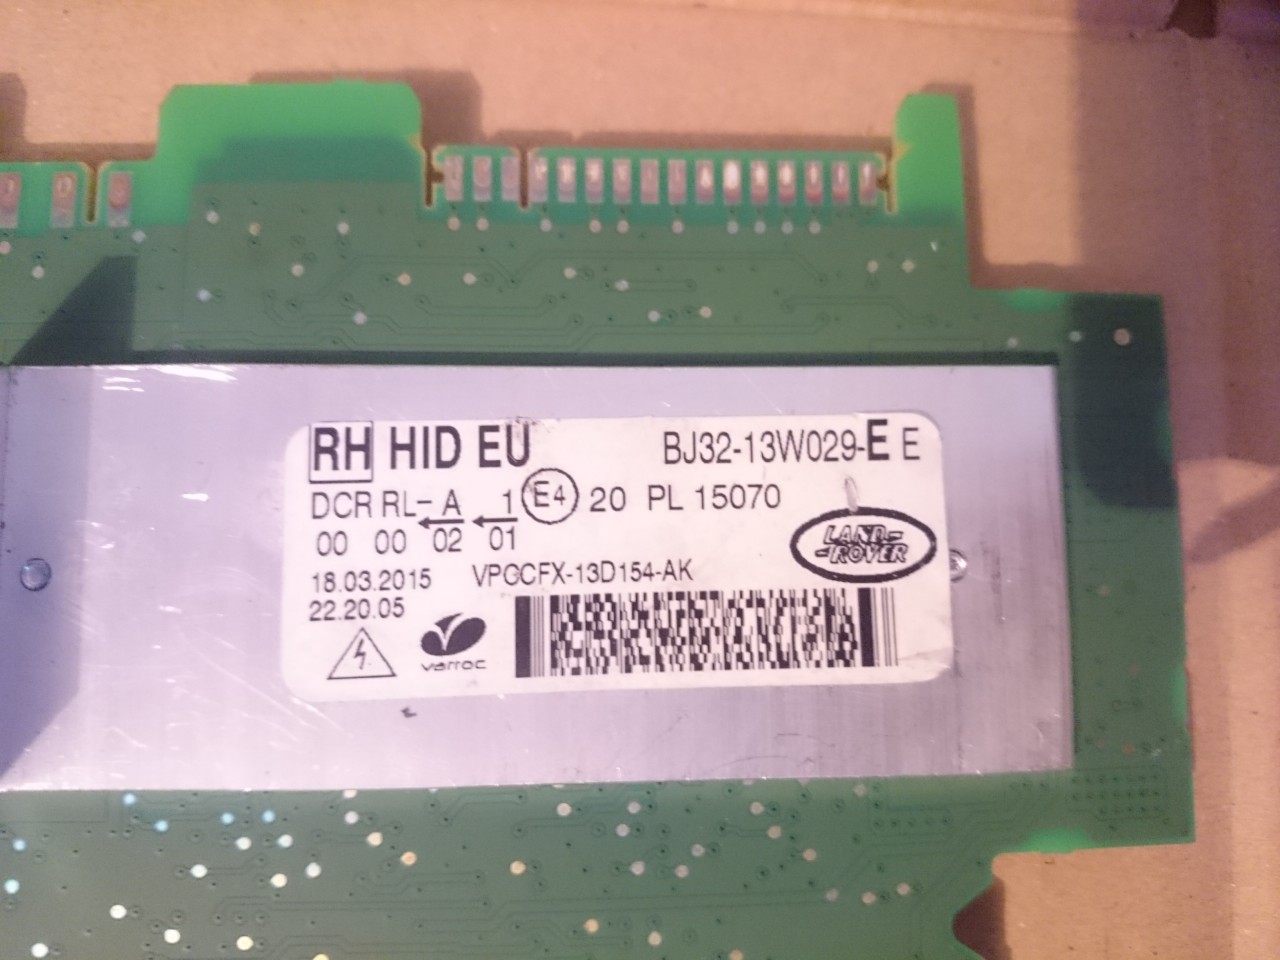 RH HID EU BJ32-13W029-E E
DCR RL- A 1 E4 20 PL 15070
00 00 02 01
LAND-
-ROVER
18.03.2015 VPCCFX-13D154-AK
22.20.05
varroc